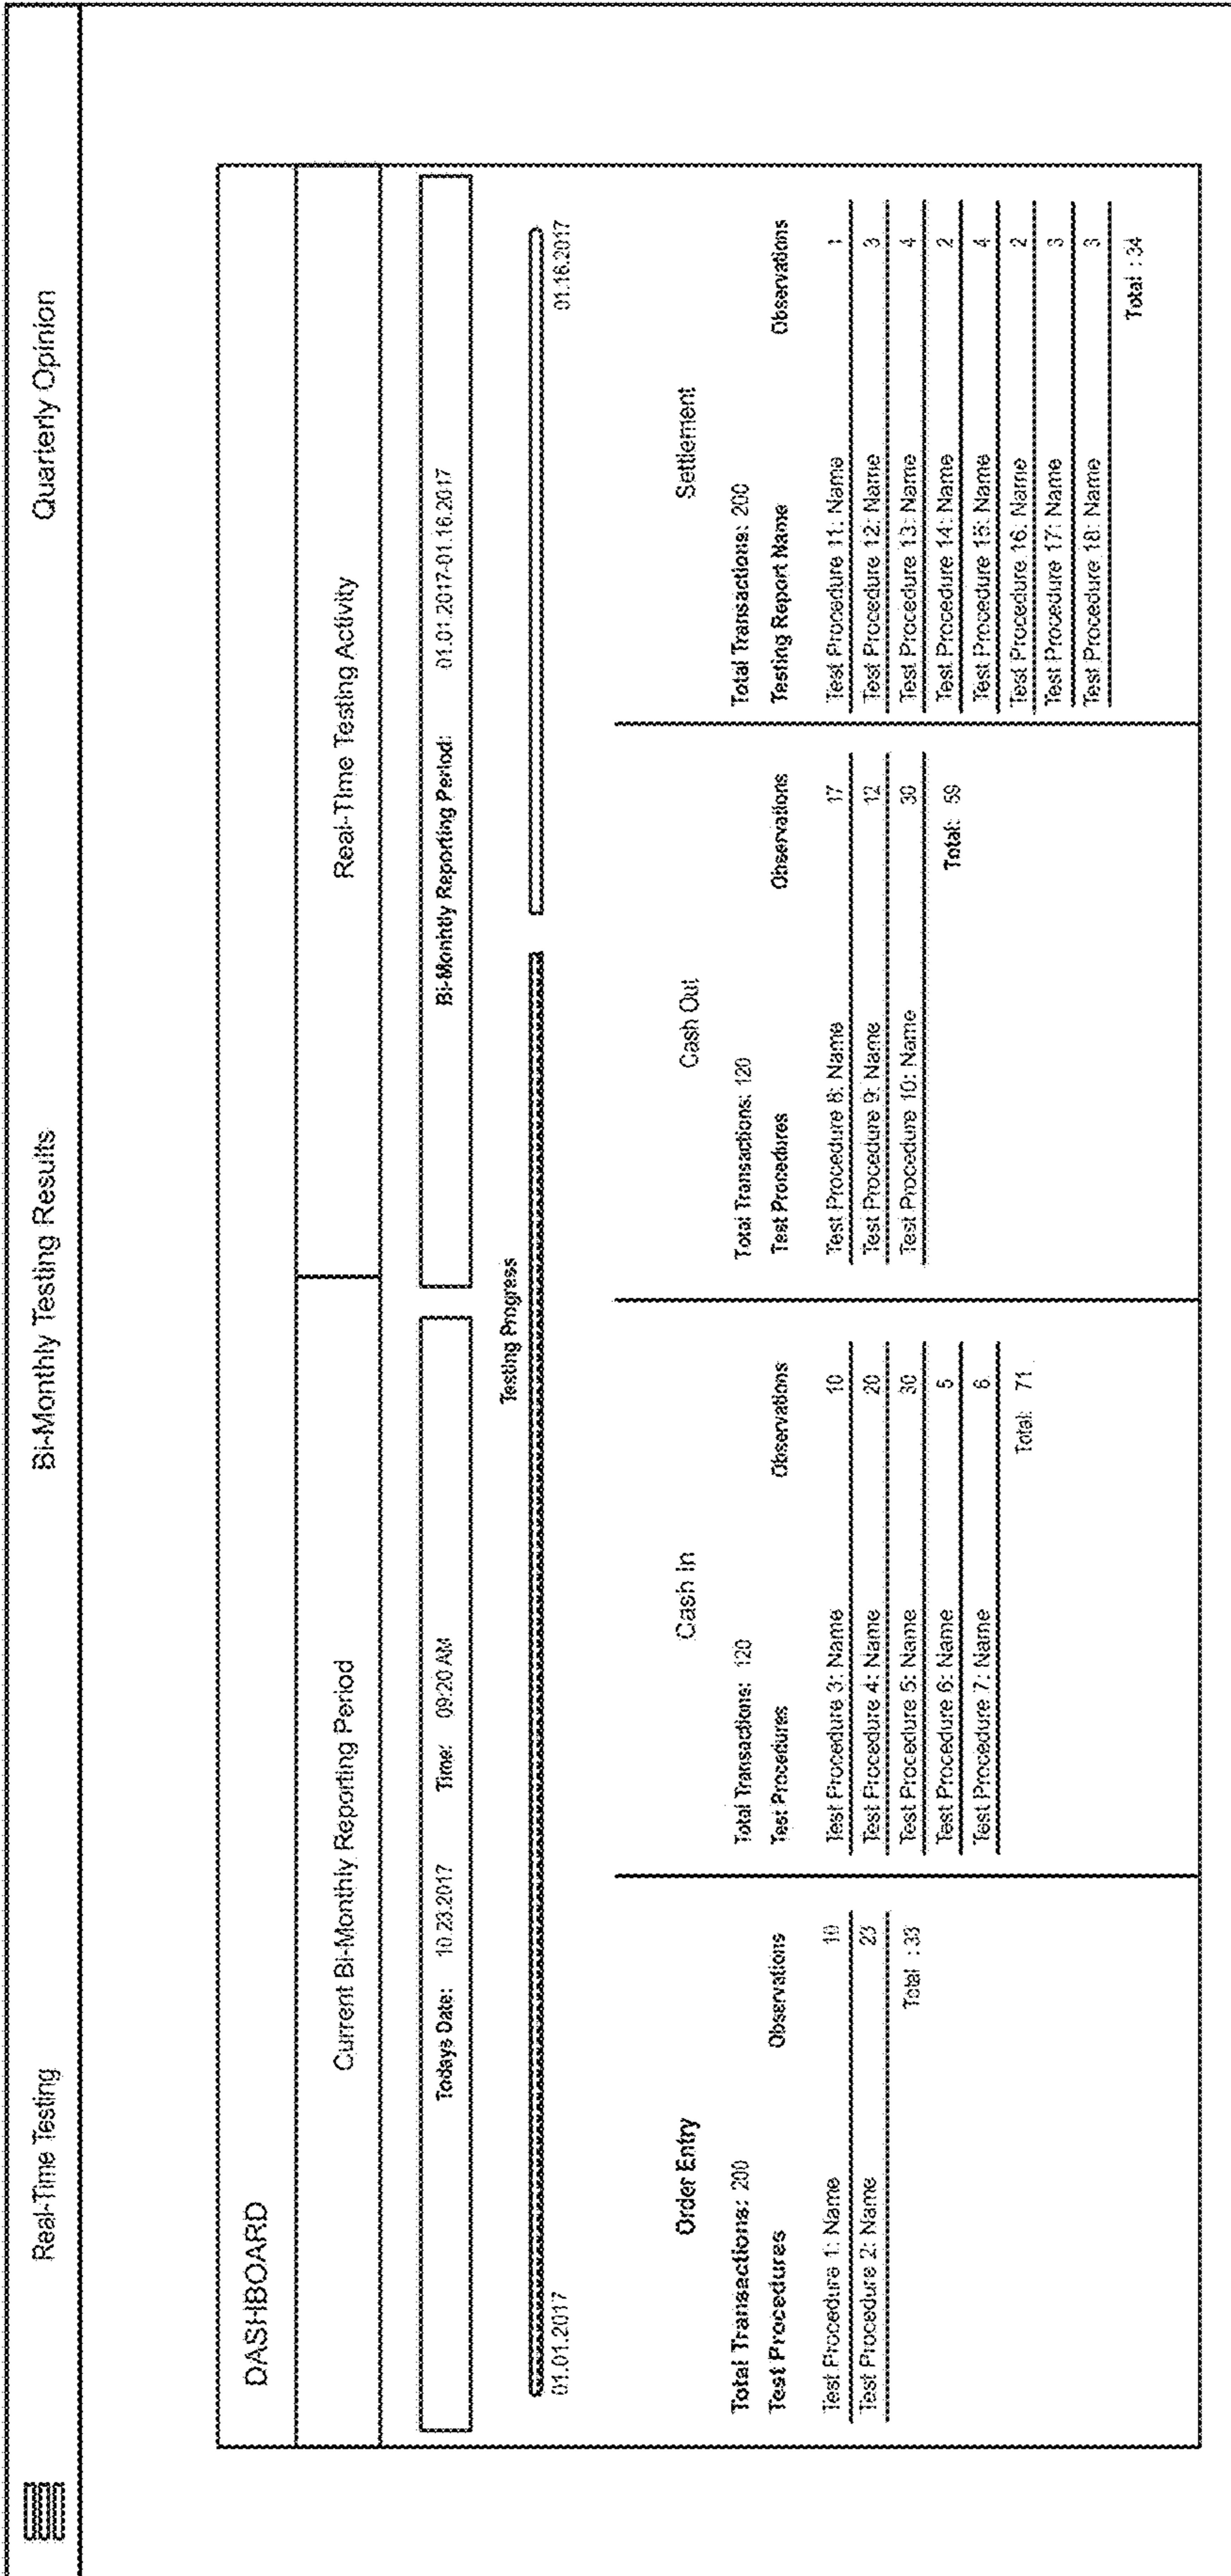 Real-Time Testing Bi-Monthly Testing Results Quarterly Opinion
DASHBOARD
Current Bi-Monthly Reporting Period Real-Time Testing Activity
Todays Date: 10.23.2017 Time: 09:20 AM Bi-Monhtly Reporting Period: 01.01.2017-01.16.2017
Testing Progress
01.01.2017 01.16.2017
Order Entry
Total Transactions: 200
Test Procedures Observations
Test Procedure 1: Name 10
Test Procedure 2: Name 23
Total : 33
Cash In
Total Transactions: 120
Test Procedures Observations
Test Procedure 3: Name 10
Test Procedure 4: Name 20
Test Procedure 5: Name 30
Test Procedure 6: Name 5
Test Procedure 7: Name 6
Total: 71
Cash Out
Total Transactions: 120
Test Procedures Observations
Test Procedure 8: Name 17
Test Procedure 9: Name 12
Test Procedure 10: Name 30
Total: 59
Settlement
Total Transactions: 200
Testing Report Name Observations
Test Procedure 11: Name 1
Test Procedure 12: Name 3
Test Procedure 13: Name 4
Test Procedure 14: Name 2
Test Procedure 15: Name 4
Test Procedure 16: Name 2
Test Procedure 17: Name 3
Test Procedure 18: Name 3
Total : 34